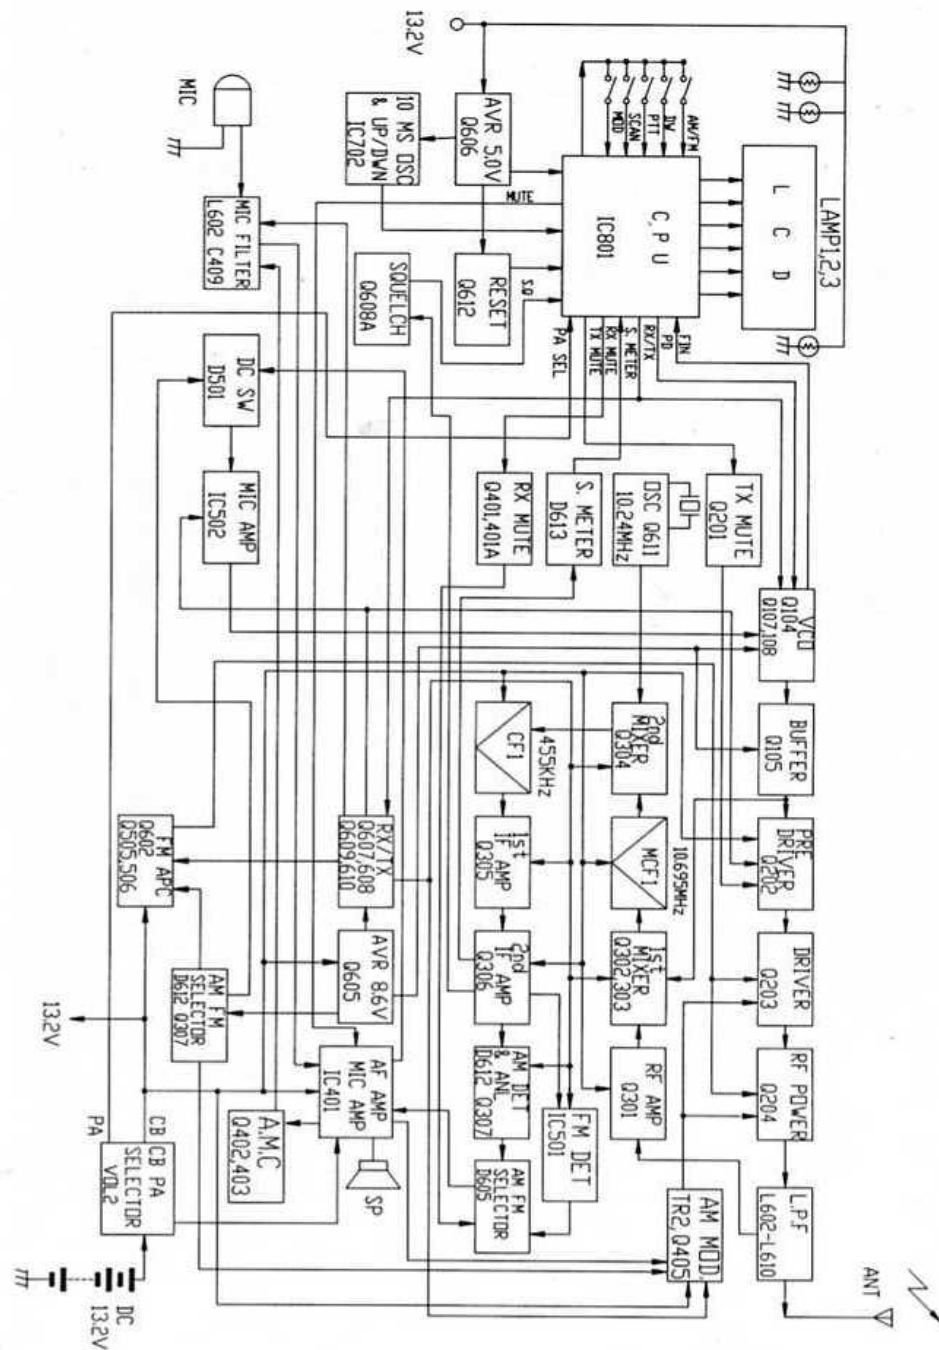 LAMP1,2,3
L C D
AM/FM
DW
PTT
SCAN
MOD
C.P.U
IC801
FIN
PD
RX/TX
S. METER
RX MUTE
TX MUTE
PA SEL
MUTE
SQ
13.2V
AVR 5.0V
Q606
10 MS OSC
& UP/DWN
IC702
RESET
Q612
SQUELCH
Q608A
MIC
MIC FILTER
L602 C409
DC SW
D501
MIC AMP
IC502
TX MUTE
Q201
OSC Q611
10.24MHz
S. METER
D613
RX MUTE
Q401,401A
VCO
Q104
Q107,108
BUFFER
Q105
PRE
DRIVER
Q202
DRIVER
Q203
RF POWER
Q204
L.P.F
L602-L610
ANT
2nd
MIXER
Q304
MCF1
10.695MHz
1st
MIXER
Q302,303
RF AMP
Q301
AM MOD.
TR2, Q405
CF1
455KHz
1st
IF AMP
Q305
2nd
IF AMP
Q306
AM DET
& ANL
D612 Q307
FM DET
IC501
AM FM
SELECTOR
D605
RX/TX
Q607,608
Q609,610
AVR 8.6V
Q605
AF AMP
MIC AMP
IC401
SP
A.M.C
Q402,403
FM APC
Q602
Q505,506
AM FM
SELECTOR
D612 Q307
13.2V
CB
PA
CB PA
SELECTOR
VOL2
DC
13.2V